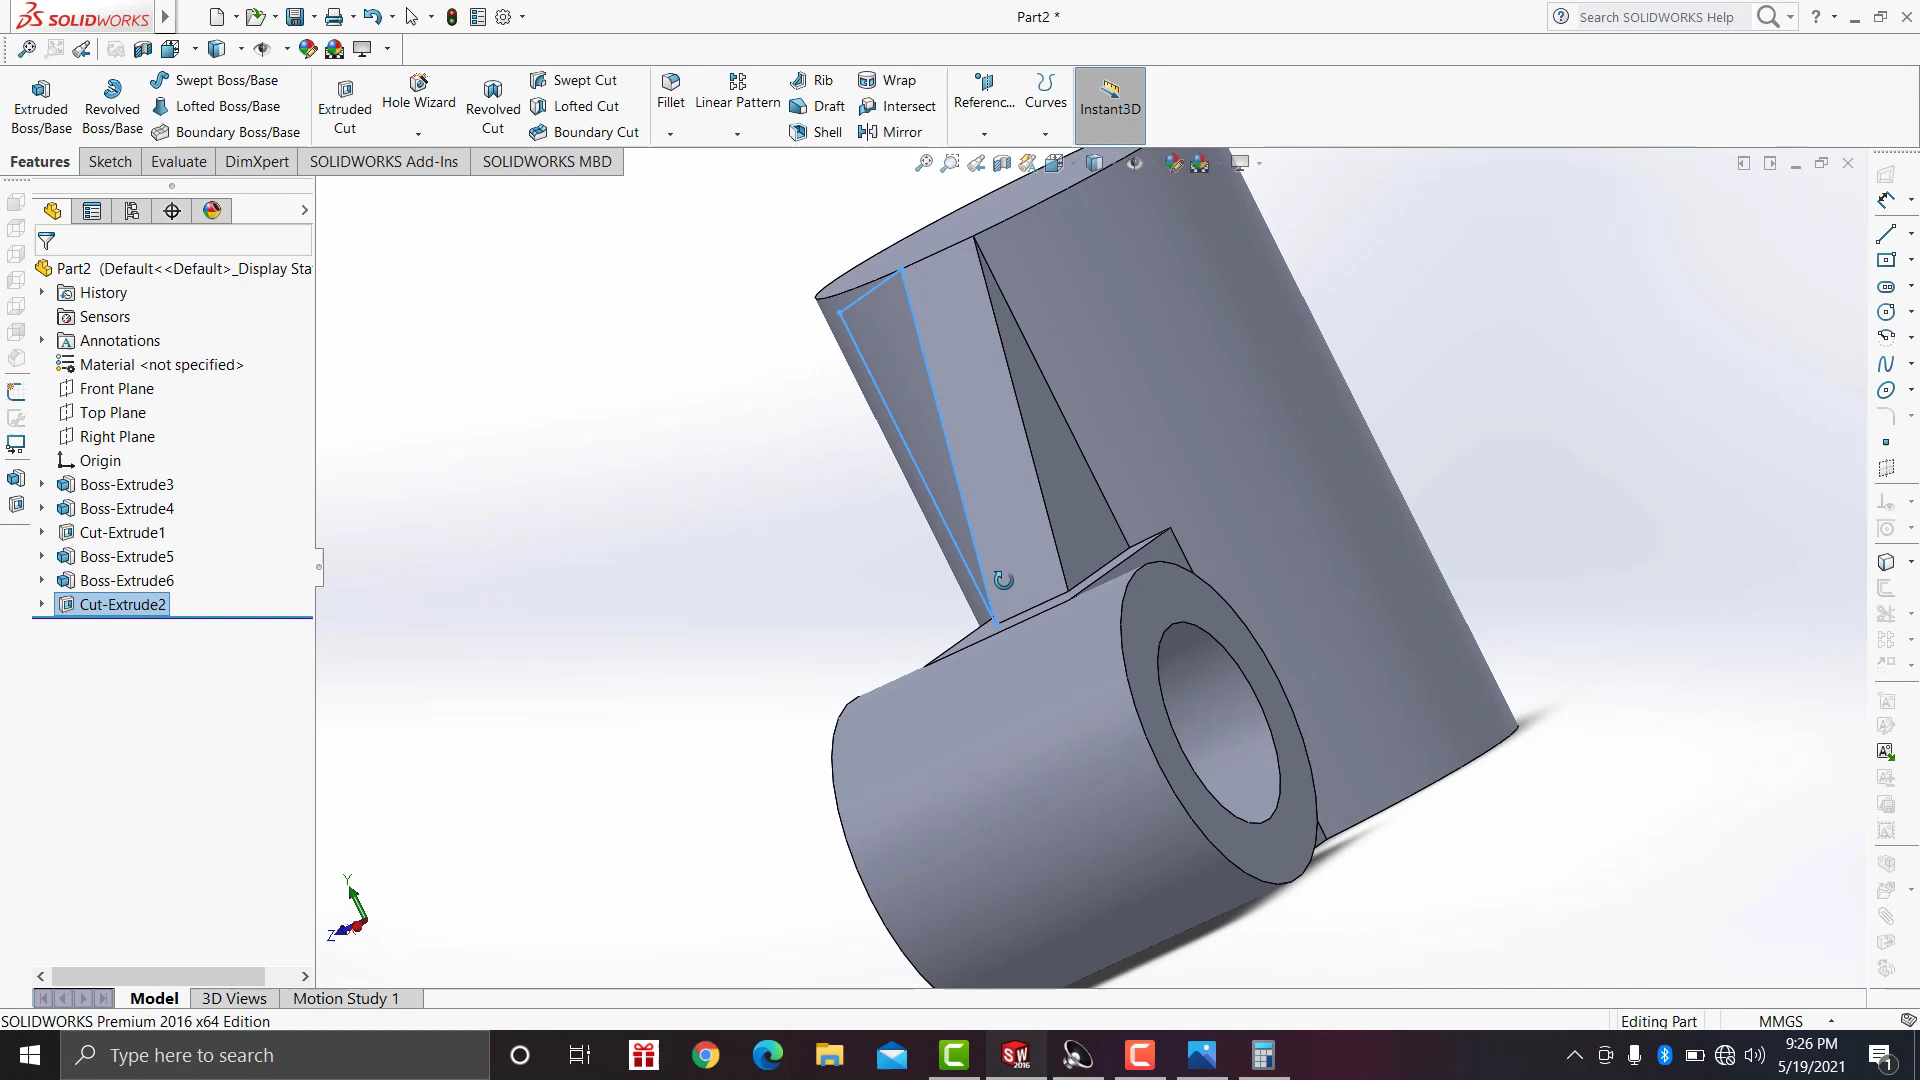 SOLIDWORKS
Part2 *
Search SOLIDWORKS Help
Extruded Boss/Base
Revolved Boss/Base
Swept Boss/Base
Lofted Boss/Base
Boundary Boss/Base
Extruded Cut
Hole Wizard
Revolved Cut
Swept Cut
Lofted Cut
Boundary Cut
Fillet
Linear Pattern
Rib
Draft
Shell
Wrap
Intersect
Mirror
Referenc...
Curves
Instant3D
Features
Sketch
Evaluate
DimXpert
SOLIDWORKS Add-Ins
SOLIDWORKS MBD
Part2 (Default<<Default>_Display Sta
History
Sensors
Annotations
Material <not specified>
Front Plane
Top Plane
Right Plane
Origin
Boss-Extrude3
Boss-Extrude4
Cut-Extrude1
Boss-Extrude5
Boss-Extrude6
Cut-Extrude2
Y
Z
Model
3D Views
Motion Study 1
SOLIDWORKS Premium 2016 x64 Edition
Editing Part
MMGS
Type here to search
SW
2016
9:26 PM
5/19/2021
1